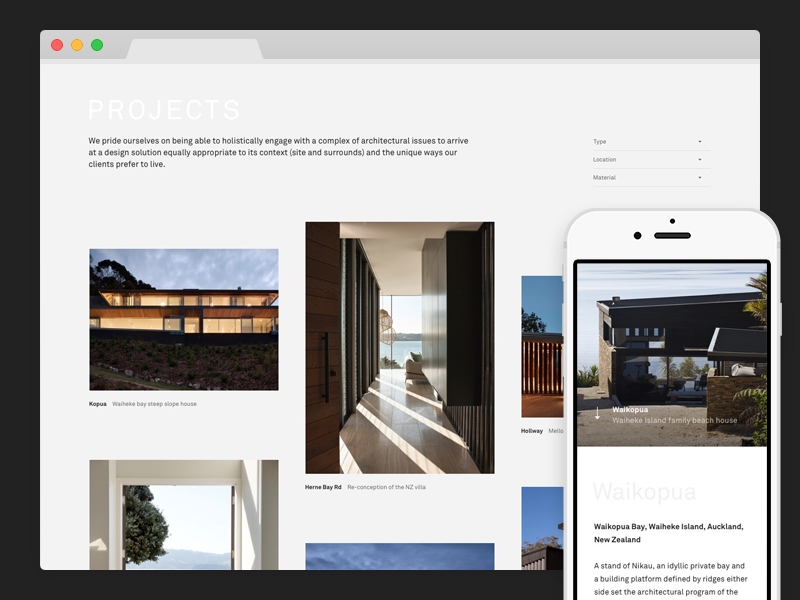 PROJECTS
We pride ourselves on being able to holistically engage with a complex of architectural issues to arrive
at a design solution equally appropriate to its context (site and surrounds) and the unique ways our
clients prefer to live.
Type
Location
Material
Kopua Waiheke bay steep slope house
Herne Bay Rd Re-conception of the NZ villa
Hollway Mello
Waikopua
Waiheke Island family beach house
Waikopua
Waikopua Bay, Waiheke Island, Auckland,
New Zealand
A stand of Nikau, an idyllic private bay and
a building platform defined by ridges either
side set the architectural program of the